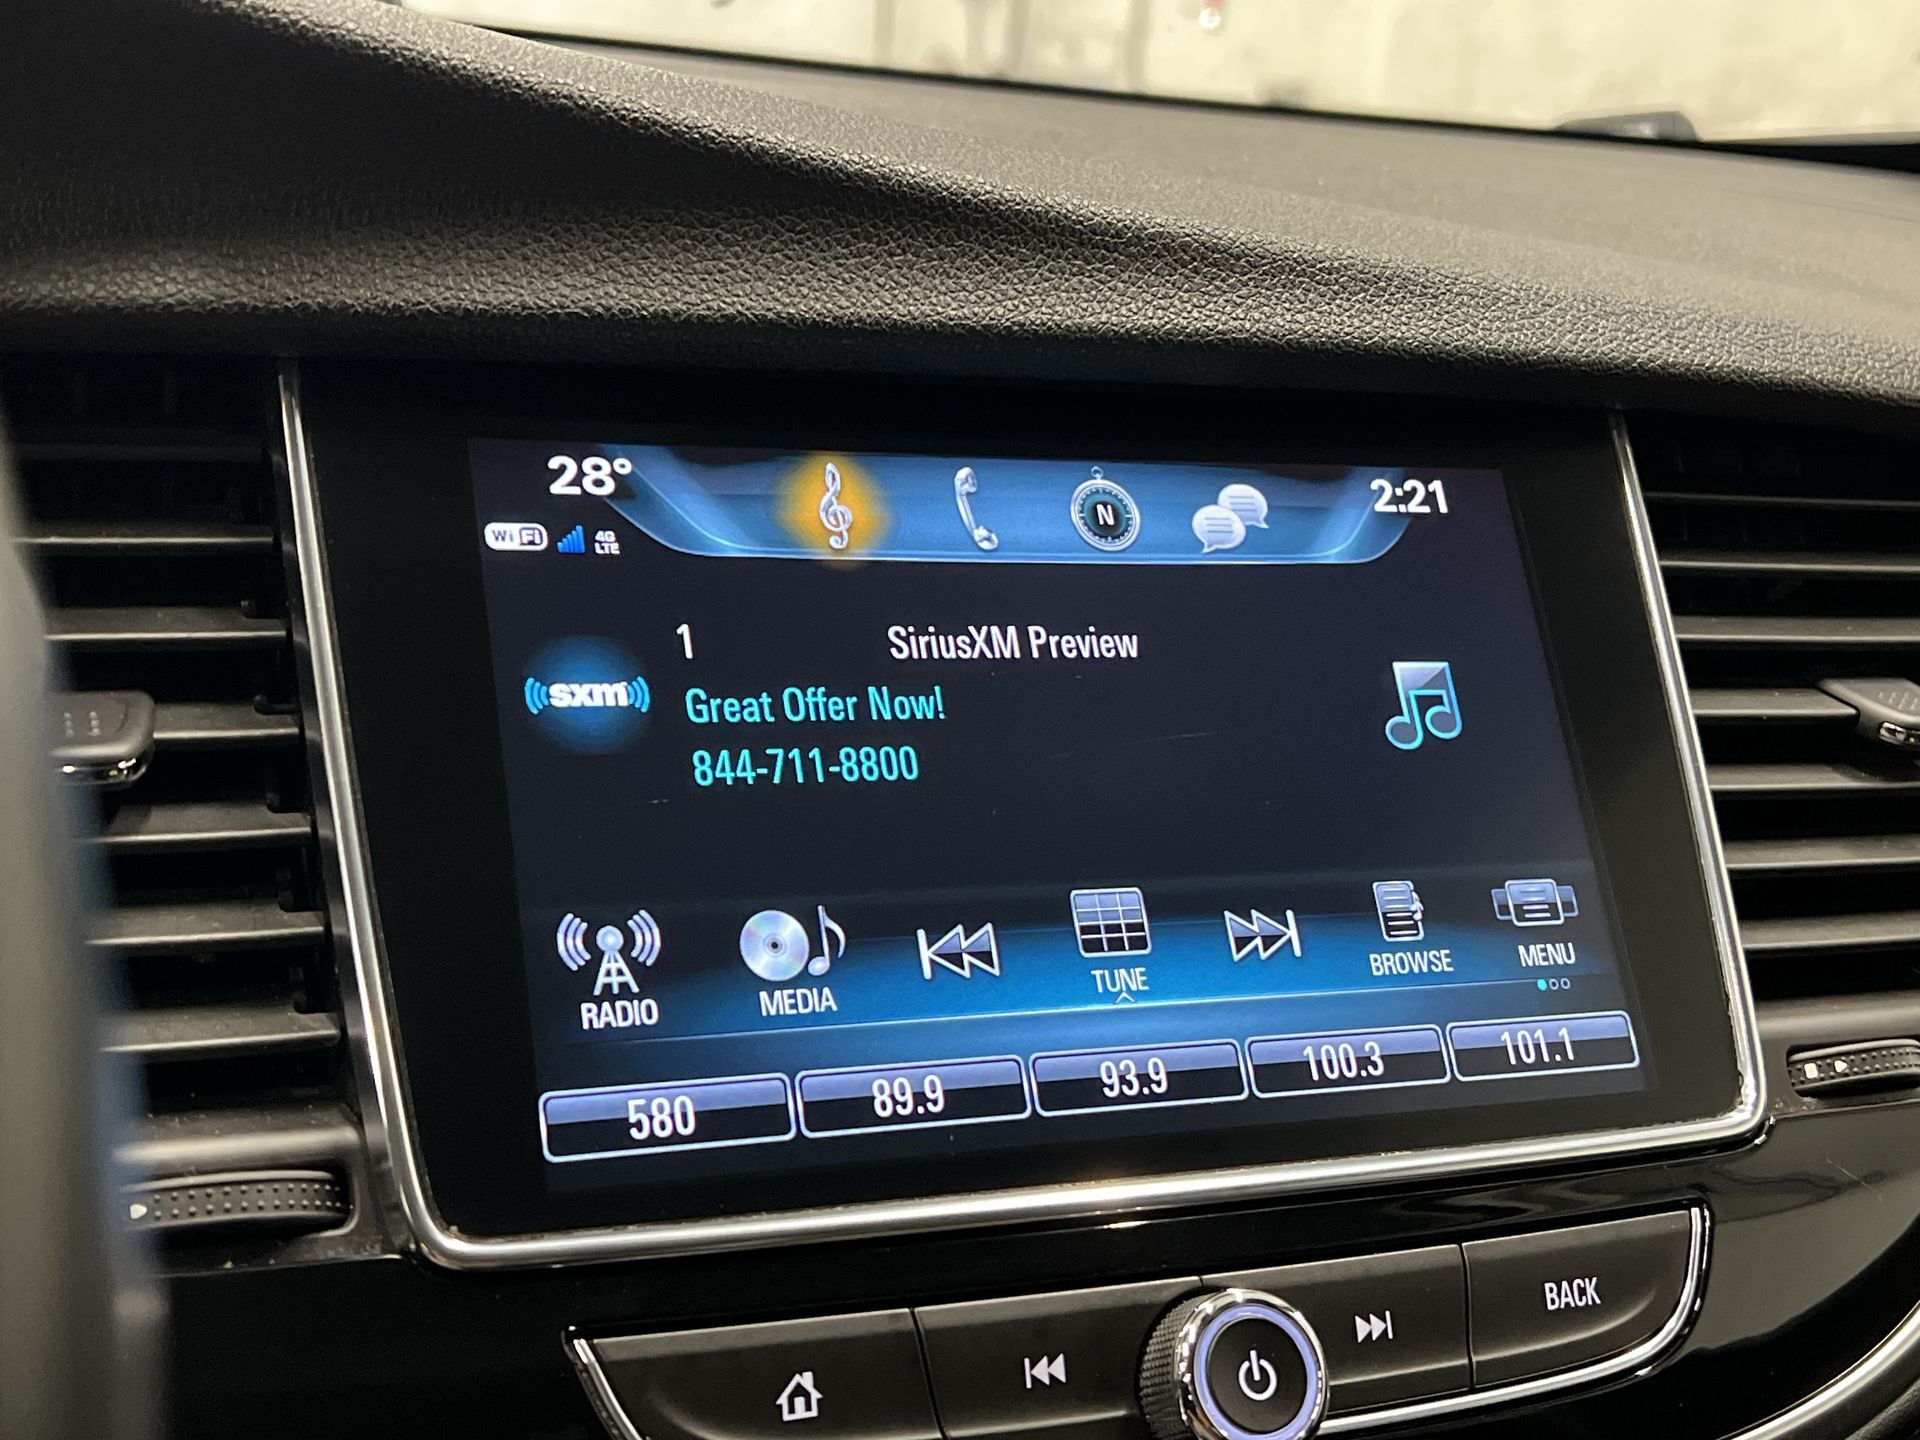 28°
2:21
WiFi
4G
LTE
N
1 SiriusXM Preview
((sxm))
Great Offer Now!
844-711-8800
RADIO
MEDIA
TUNE
BROWSE
MENU
580 89.9 93.9 100.3 101.1
BACK